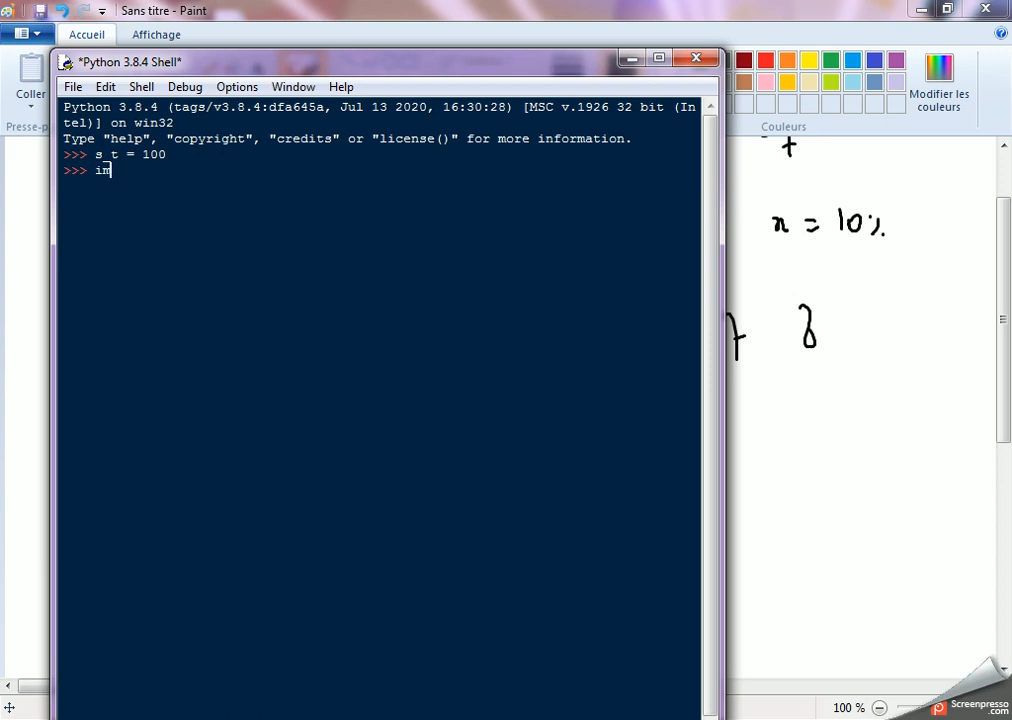 Sans titre - Paint
Accueil Affichage
*Python 3.8.4 Shell*
File Edit Shell Debug Options Window Help
Python 3.8.4 (tags/v3.8.4:dfa645a, Jul 13 2020, 16:30:28) [MSC v.1926 32 bit (In
tel)] on win32
Type "help", "copyright", "credits" or "license()" for more information.
>>> s_t = 100
>>> im
Coller
Presse-p
Modifier les
couleurs
Couleurs
t
= 10%
100 %
Screenpresso
.com